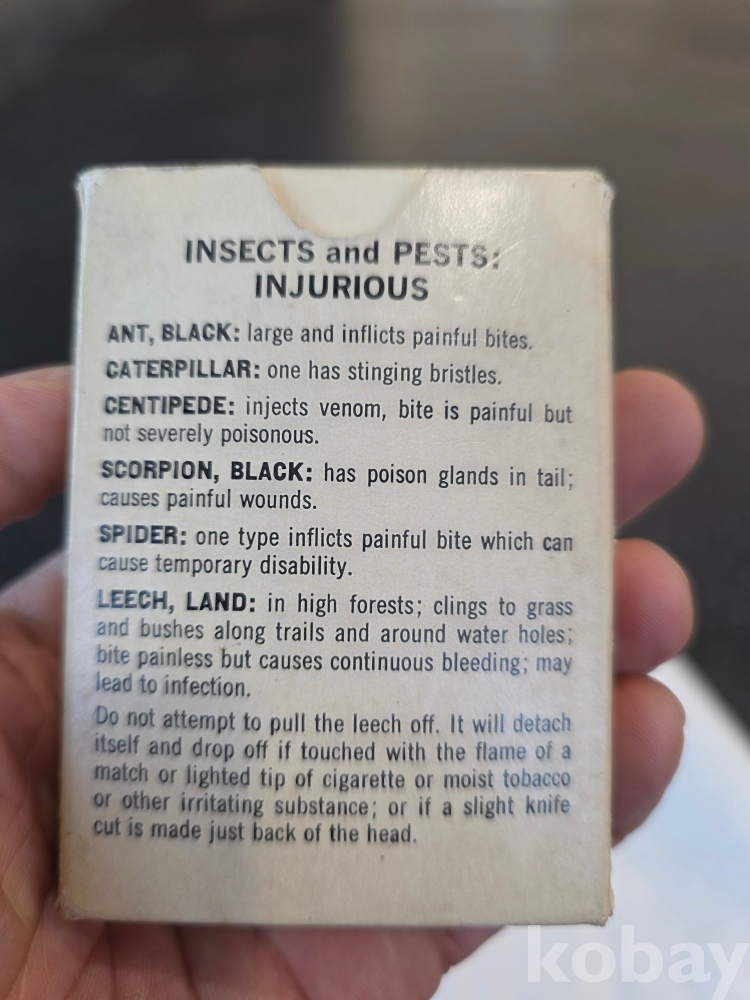 INSECTS and PESTS:
INJURIOUS
ANT, BLACK: large and inflicts painful bites.
CATERPILLAR: one has stinging bristles.
CENTIPEDE: injects venom, bite is painful but
not severely poisonous.
SCORPION, BLACK: has poison glands in tail;
causes painful wounds.
SPIDER: one type inflicts painful bite which can
cause temporary disability.
LEECH, LAND: in high forests; clings to grass
and bushes along trails and around water holes;
bite painless but causes continuous bleeding; may
lead to infection.
Do not attempt to pull the leech off. It will detach
itself and drop off if touched with the flame of a
match or lighted tip of cigarette or moist tobacco
or other irritating substance; or if a slight knife
cut is made just back of the head.
kobay